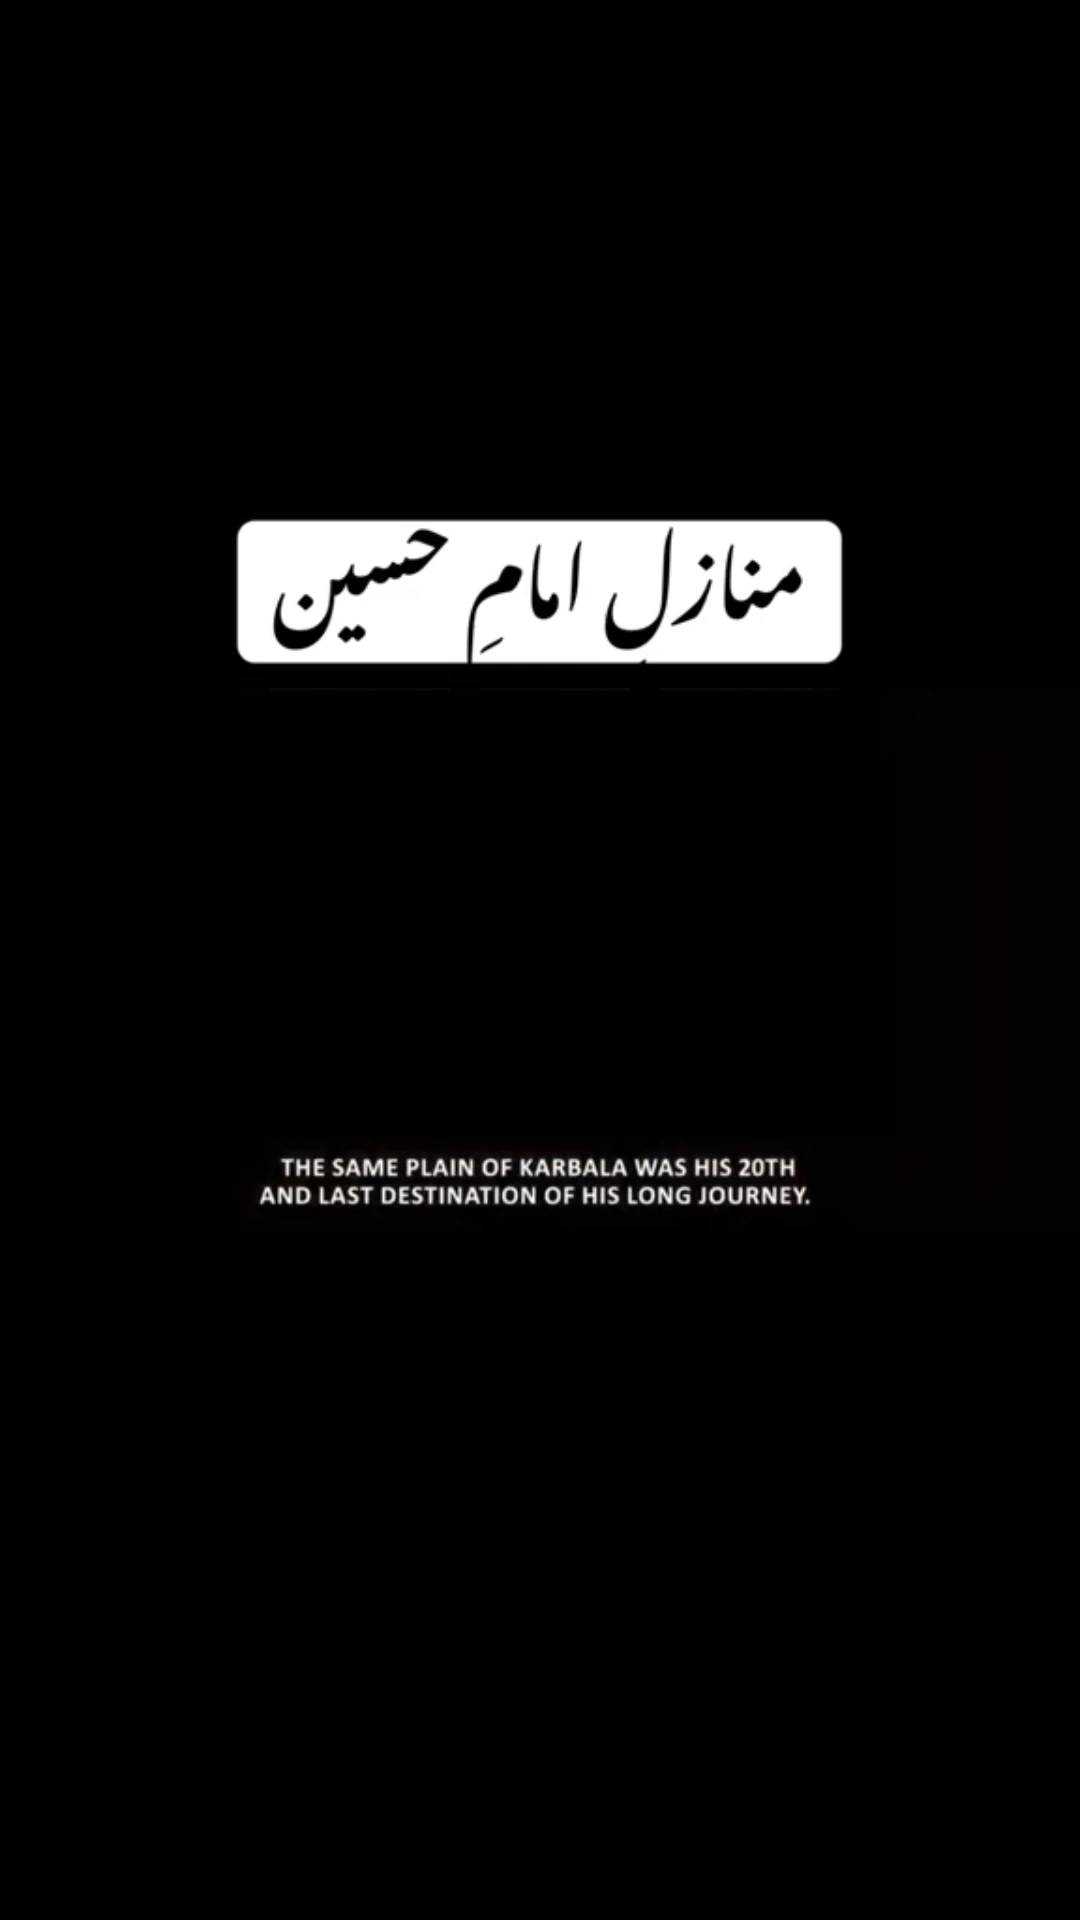 منازلِ امامِ حسین
THE SAME PLAIN OF KARBALA WAS HIS 20TH
AND LAST DESTINATION OF HIS LONG JOURNEY.